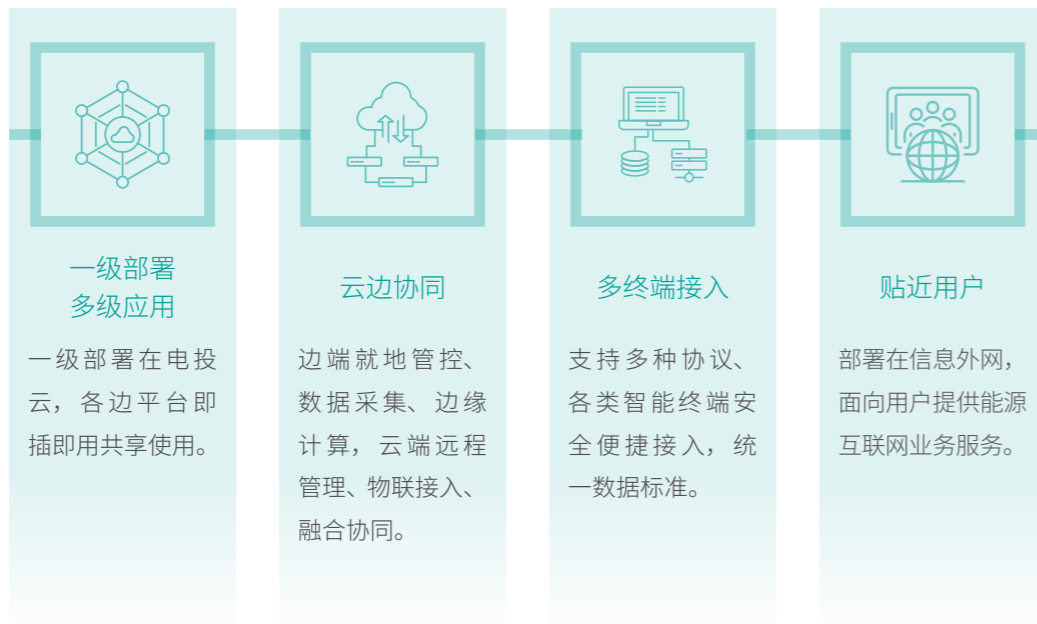 一级部署
多级应用
一级部署在电投
云，各边平台即
插即用共享使用。
云边协同
边端就地管控、
数据采集、边缘
计算，云端远程
管理、物联接入、
融合协同。
多终端接入
支持多种协议、
各类智能终端安
全便捷接入，统
一数据标准。
贴近用户
部署在信息外网，
面向用户提供能源
互联网业务服务。